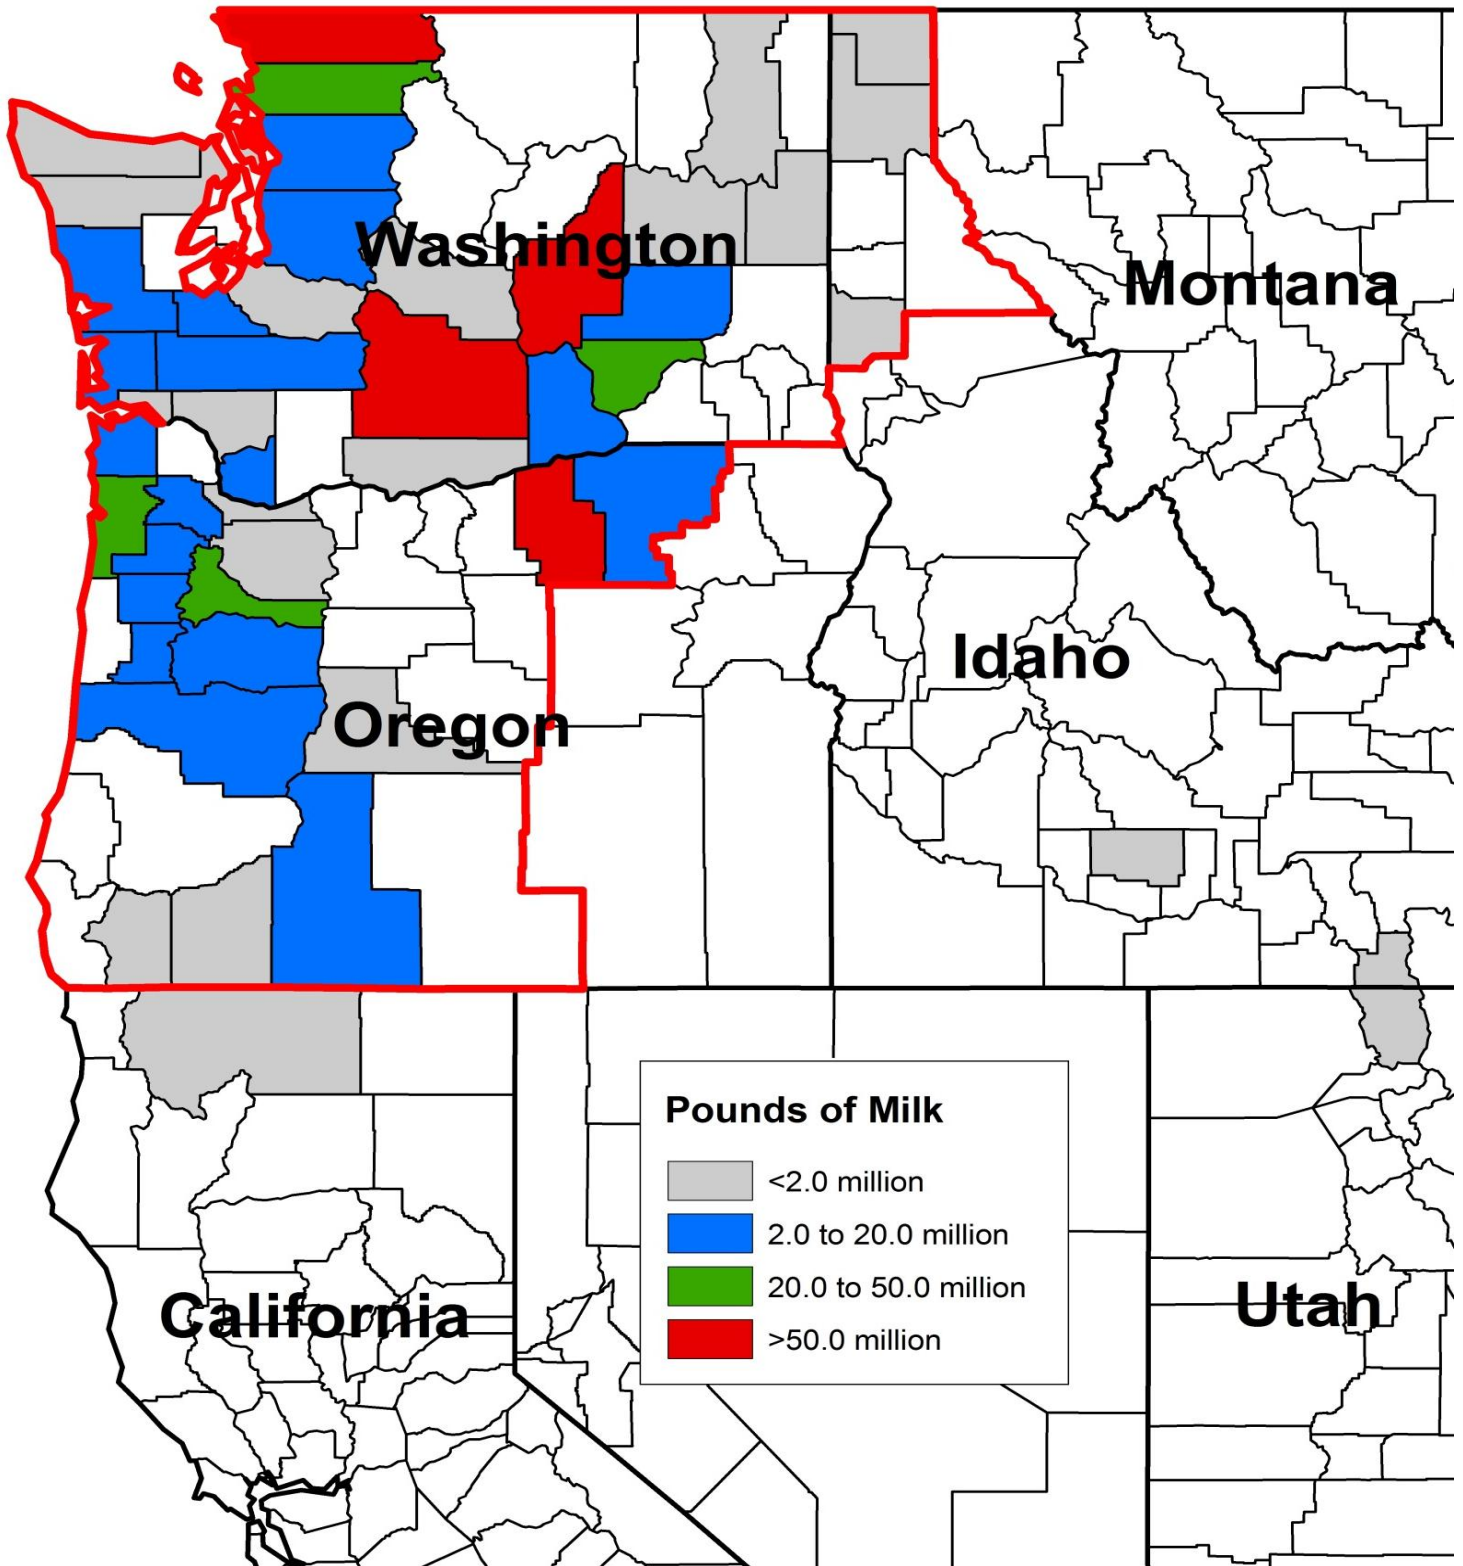 Washington
Montana
Idaho
Oregon
Pounds of Milk
<2.0 million
2.0 to 20.0 million
20.0 to 50.0 million
>50.0 million
California
Utah